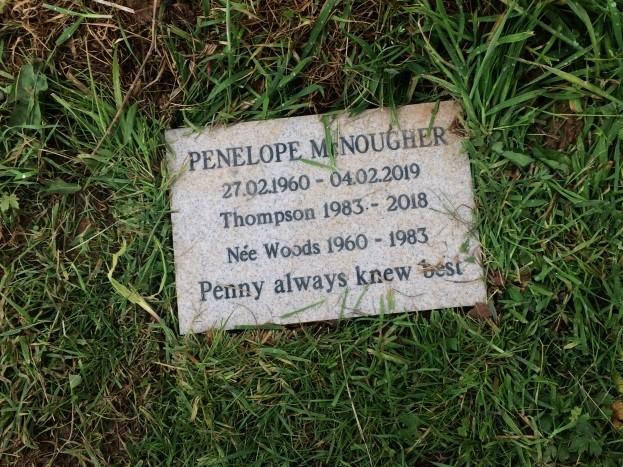 PENELOPE McNOUGHER
27.02.1960 - 04.02.2019
Thompson 1983 - 2018
Née Woods 1960 - 1983
Penny always knew best